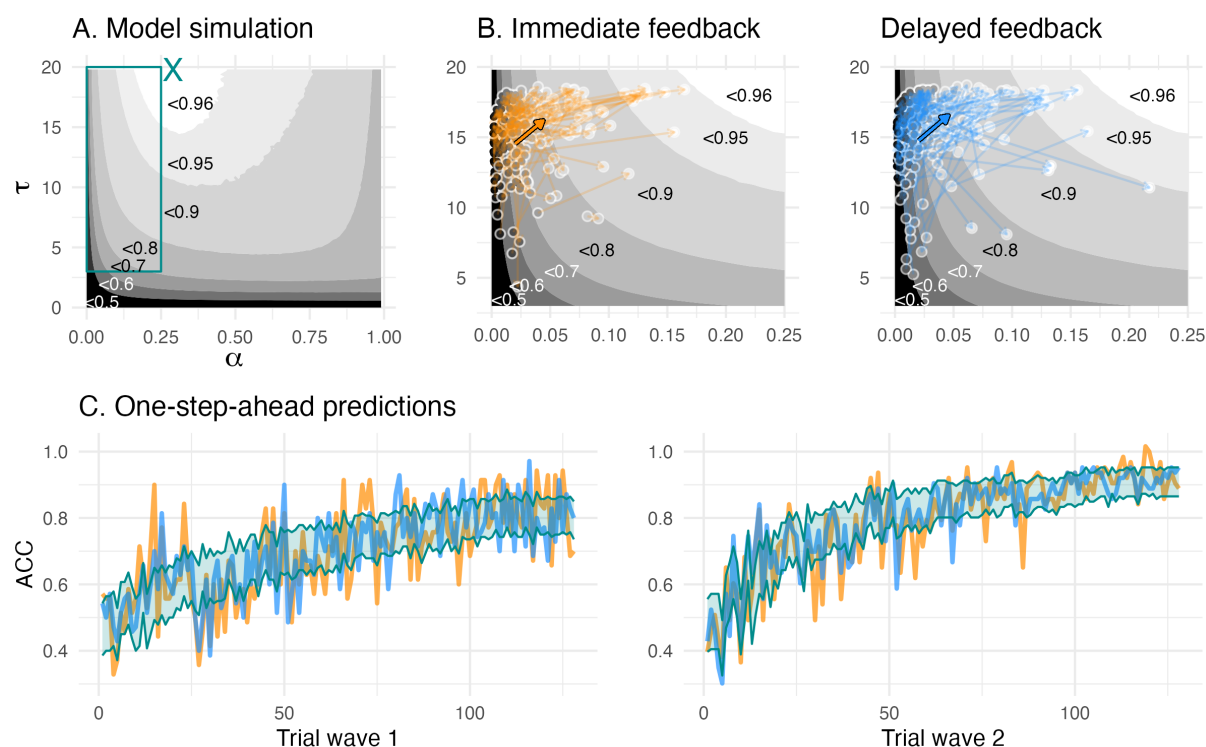 A. Model simulation
B. Immediate feedback
Delayed feedback
X
20
15
10
5
0
τ
<0.96
<0.95
<0.9
<0.8
<0.7
<0.6
<0.5
0.00 0.25 0.50 0.75 1.00
α
20
15
10
5
<0.96
<0.95
<0.9
<0.8
<0.7
<0.6
<0.5
0.00 0.05 0.10 0.15 0.20 0.25
20
15
10
5
<0.96
<0.95
<0.9
<0.8
<0.7
<0.6
<0.5
0.00 0.05 0.10 0.15 0.20 0.25
C. One-step-ahead predictions
ACC
1.0
0.8
0.6
0.4
0 50 100
Trial wave 1
1.0
0.8
0.6
0.4
0 50 100
Trial wave 2